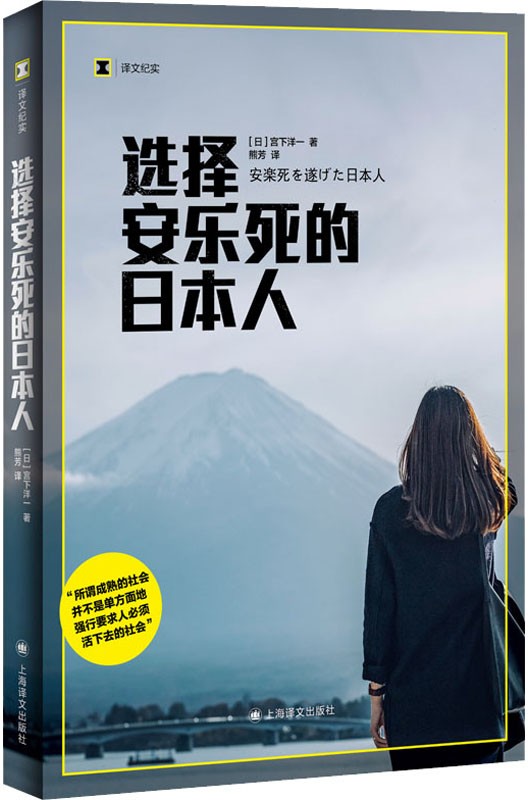 译文纪实
[日]宫下洋一 著
熊芳 译
安楽死を遂げた日本人
选择
安乐死的
日本人
“所谓成熟的社会
并不是单方面地
强行要求人必须
活下去的社会”
上海译文出版社
译文纪实
选择安乐死的日本人
[日]宫下洋一 著
熊芳 译
上海译文出版社